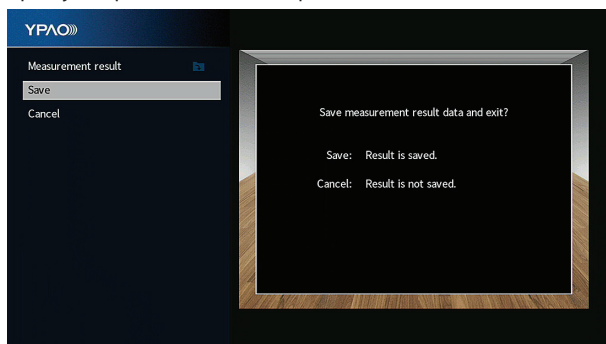 YPAO
Measurement result
Save
Cancel
Save measurement result data and exit?
Save: Result is saved.
Cancel: Result is not saved.